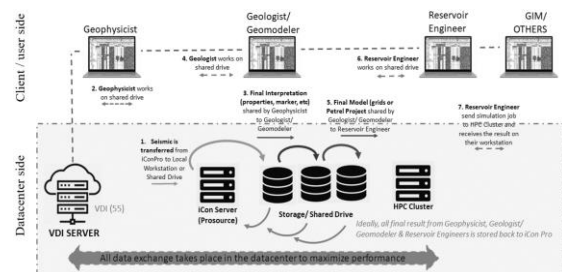 Client / user side
Geophysicist
Geologist/
Geomodeler
Reservoir
Engineer
GIM/
OTHERS
4. Geologist works on
shared drive
6. Reservoir Engineer
works on shared drive
2. Geophysicist works
on shared drive
3. Final Interpretation
(properties, marker, etc)
shared by Geophysicist
to Geologist/
Geomodeler
5. Final Model (grids or
Petrel Project) shared by
Geologist/ Geomodeler
to Reservoir Engineer
7. Reservoir Engineer
send simulation job
to HPC Cluster and
receives the result on
their workstation
Datacenter side
1. Seismic is
transferred from
iConPro to Local
Workstation or
Shared Drive
VDI (55)
VDI SERVER
iCon Server
(Prosource)
Storage/ Shared Drive
HPC Cluster
Ideally, all final result from Geophysicist, Geologist/
Geomodeler & Reservoir Engineers is stored back to iCon Pro
All data exchange takes place in the datacenter to maximize performance